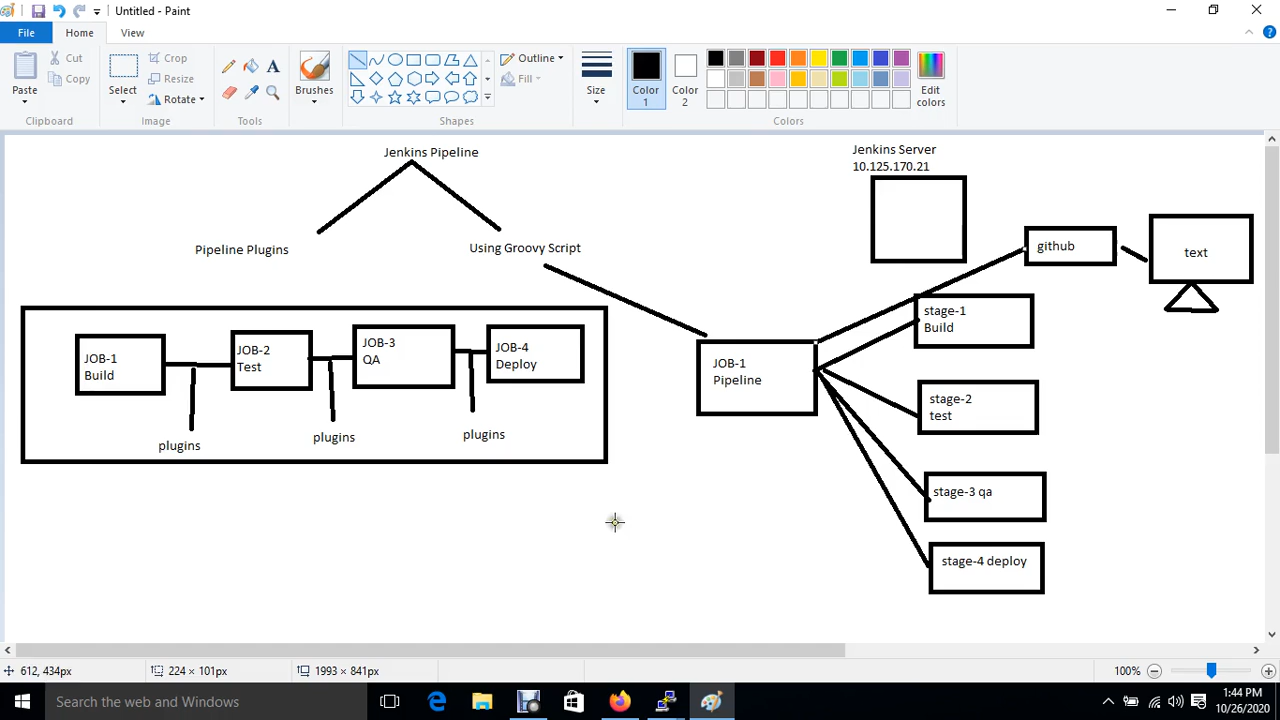 Untitled - Paint
File
Home
View
Paste
Cut
Copy
Clipboard
Select
Crop
Resize
Rotate
Image
A
Tools
Brushes
Outline
Fill
Shapes
Size
Color
1
Color
2
Edit
colors
Colors
Jenkins Pipeline
Pipeline Plugins
Using Groovy Script
JOB-1
Build
JOB-2
Test
JOB-3
QA
JOB-4
Deploy
plugins
plugins
plugins
Jenkins Server
10.125.170.21
github
text
JOB-1
Pipeline
stage-1
Build
stage-2
test
stage-3 qa
stage-4 deploy
612, 434px
224 × 101px
1993 × 841px
100%
Search the web and Windows
1:44 PM
10/26/2020